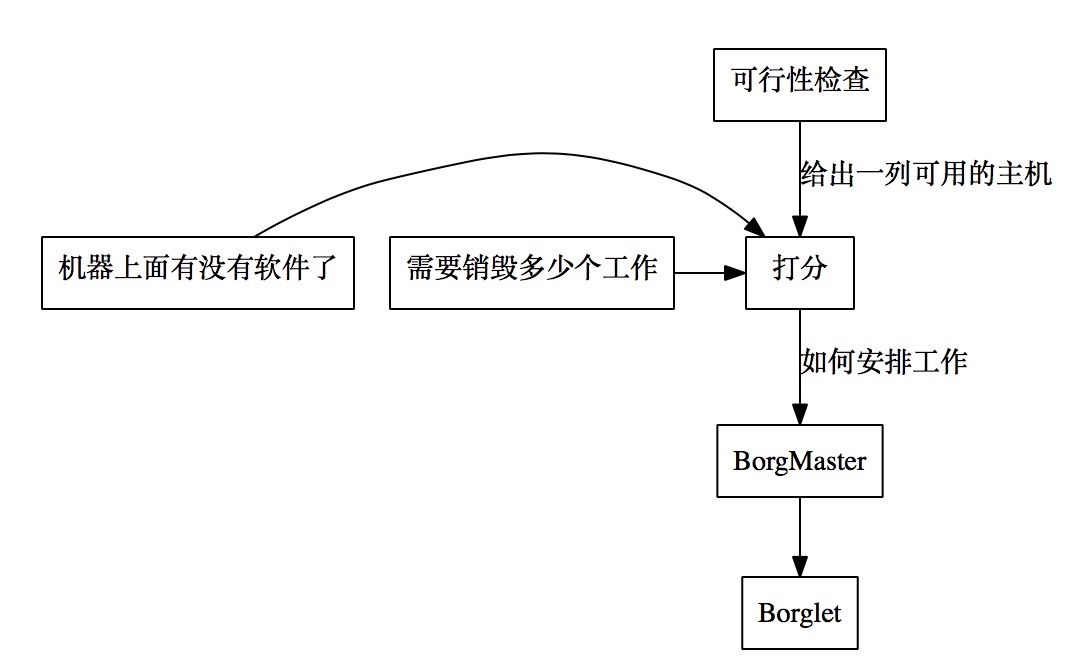 可行性检查
给出一列可用的主机
机器上面有没有软件了
需要销毁多少个工作
打分
如何安排工作
BorgMaster
Borglet